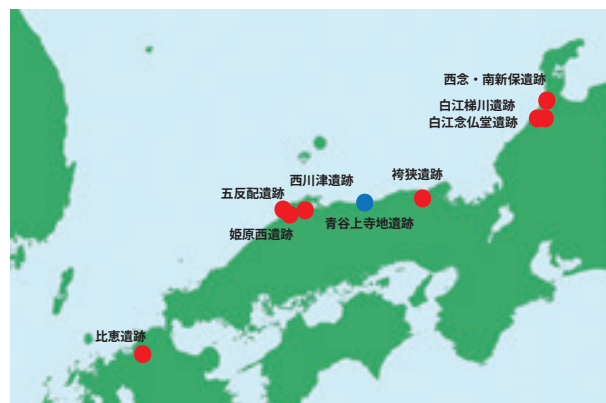 西念・南新保遺跡
白江梯川遺跡
白江念仏堂遺跡
袴狭遺跡
西川津遺跡
五反配遺跡
青谷上寺地遺跡
姫原西遺跡
比恵遺跡